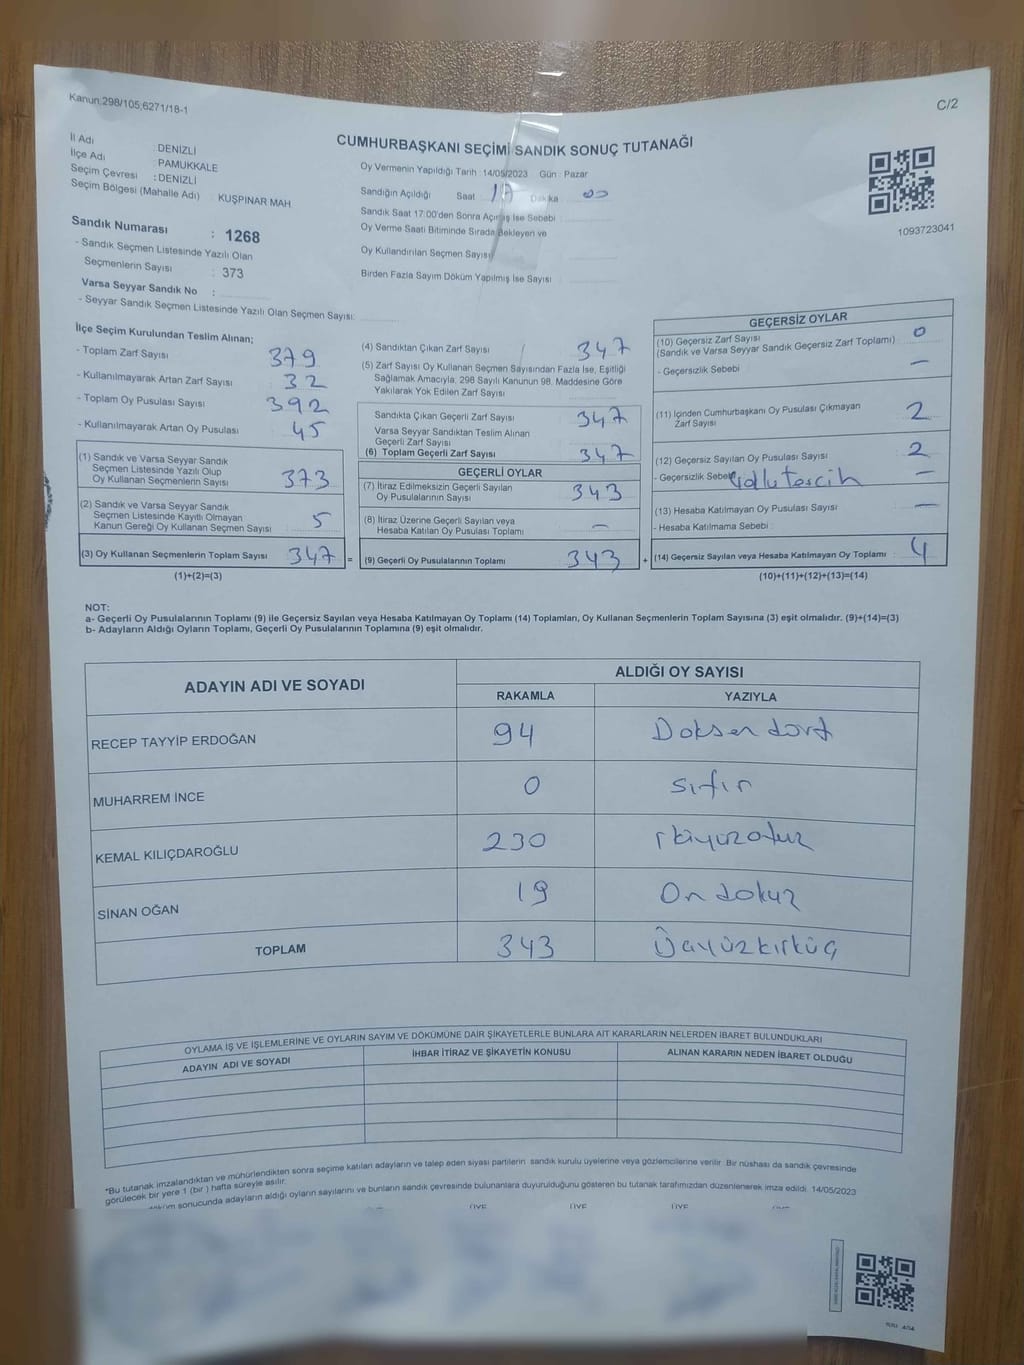 Kanun:298/105;6271/18-1
C/2
CUMHURBAŞKANI SEÇİMİ SANDIK SONUÇ TUTANAĞI
İl Adı : DENİZLİ
İlçe Adı : PAMUKKALE
Seçim Çevresi : DENİZLİ
Seçim Bölgesi (Mahalle Adı) : KUŞPINAR MAH
Oy Vermenin Yapıldığı Tarih : 14/05/2023 Gün : Pazar
Sandığın Açıldığı Saat 17 Dakika 00
Sandık Saat 17:00'den Sonra Açılmış İse Sebebi
Oy Verme Saati Bitiminde Sırada Bekleyen ve
Oy Kullandırılan Seçmen Sayısı
Birden Fazla Sayım Döküm Yapılmış İse Sayısı
1093723041
Sandık Numarası : 1268
- Sandık Seçmen Listesinde Yazılı Olan
Seçmenlerin Sayısı : 373
Varsa Seyyar Sandık No :
- Seyyar Sandık Seçmen Listesinde Yazılı Olan Seçmen Sayısı:
İlçe Seçim Kurulundan Teslim Alınan;
- Toplam Zarf Sayısı 379
- Kullanılmayarak Artan Zarf Sayısı 32
- Toplam Oy Pusulası Sayısı 392
- Kullanılmayarak Artan Oy Pusulası 45
(1) Sandık ve Varsa Seyyar Sandık
Seçmen Listesinde Yazılı Olup
Oy Kullanan Seçmenlerin Sayısı 373
(2) Sandık ve Varsa Seyyar Sandık
Seçmen Listesinde Kayıtlı Olmayan
Kanun Gereği Oy Kullanan Seçmen Sayısı 5
(3) Oy Kullanan Seçmenlerin Toplam Sayısı 347 =
(1)+(2)=(3)
(4) Sandıktan Çıkan Zarf Sayısı 347
(5) Zarf Sayısı Oy Kullanan Seçmen Sayısından Fazla İse, Eşitliği
Sağlamak Amacıyla, 298 Sayılı Kanunun 98. Maddesine Göre
Yakılarak Yok Edilen Zarf Sayısı
Sandıkta Çıkan Geçerli Zarf Sayısı 347
Varsa Seyyar Sandıktan Teslim Alınan
Geçerli Zarf Sayısı
(6) Toplam Geçerli Zarf Sayısı 347
GEÇERLİ OYLAR
(7) İtiraz Edilmeksizin Geçerli Sayılan
Oy Pusulalarının Sayısı 343
(8) İtiraz Üzerine Geçerli Sayılan veya
Hesaba Katılan Oy Pusulası Toplamı —
(9) Geçerli Oy Pusulalarının Toplamı 343 +
GEÇERSİZ OYLAR
(10) Geçersiz Zarf Sayısı 0
(Sandık ve Varsa Seyyar Sandık Geçersiz Zarf Toplamı)
- Geçersizlik Sebebi —
(11) İçinden Cumhurbaşkanı Oy Pusulası Çıkmayan
Zarf Sayısı 2
(12) Geçersiz Sayılan Oy Pusulası Sayısı 2
- Geçersizlik Sebebi tercih —
(13) Hesaba Katılmayan Oy Pusulası Sayısı —
- Hesaba Katılmama Sebebi
(14) Geçersiz Sayılan veya Hesaba Katılmayan Oy Toplamı 4
(10)+(11)+(12)+(13)=(14)
NOT:
a- Geçerli Oy Pusulalarının Toplamı (9) ile Geçersiz Sayılan veya Hesaba Katılmayan Oy Toplamı (14) Toplamları, Oy Kullanan Seçmenlerin Toplam Sayısına (3) eşit olmalıdır. (9)+(14)=(3)
b- Adayların Aldığı Oyların Toplamı, Geçerli Oy Pusulalarının Toplamına (9) eşit olmalıdır.
ADAYIN ADI VE SOYADI
ALDIĞI OY SAYISI
RAKAMLA YAZIYLA
RECEP TAYYİP ERDOĞAN 94 Doksan dört
MUHARREM İNCE 0 sıfır
KEMAL KILIÇDAROĞLU 230 ikiyüzotuz
SİNAN OĞAN 19 On dokuz
TOPLAM 343 Üçyüzkırküç
OYLAMA İŞ VE İŞLEMLERİNE VE OYLARIN SAYIM VE DÖKÜMÜNE DAİR ŞİKAYETLERLE BUNLARA AİT KARARLARIN NELERDEN İBARET BULUNDUKLARI
ADAYIN ADI VE SOYADI İHBAR İTİRAZ VE ŞİKAYETİN KONUSU ALINAN KARARIN NEDEN İBARET OLDUĞU
*Bu tutanak imzalandıktan ve mühürlendikten sonra seçime katılan adayların ve talep eden siyasi partilerin sandık kurulu üyelerine veya gözlemcilerine verilir. Bir nüshası da sandık çevresinde
görülecek bir yere 1 (bir) hafta süreyle asılır.
döküm sonucunda adayların aldığı oyların sayılarını ve bunların sandık çevresinde bulunanlara duyurulduğunu gösteren bu tutanak tarafımızdan düzenlenerek imza edildi. 14/05/2023
ÜYE ÜYE ÜYE